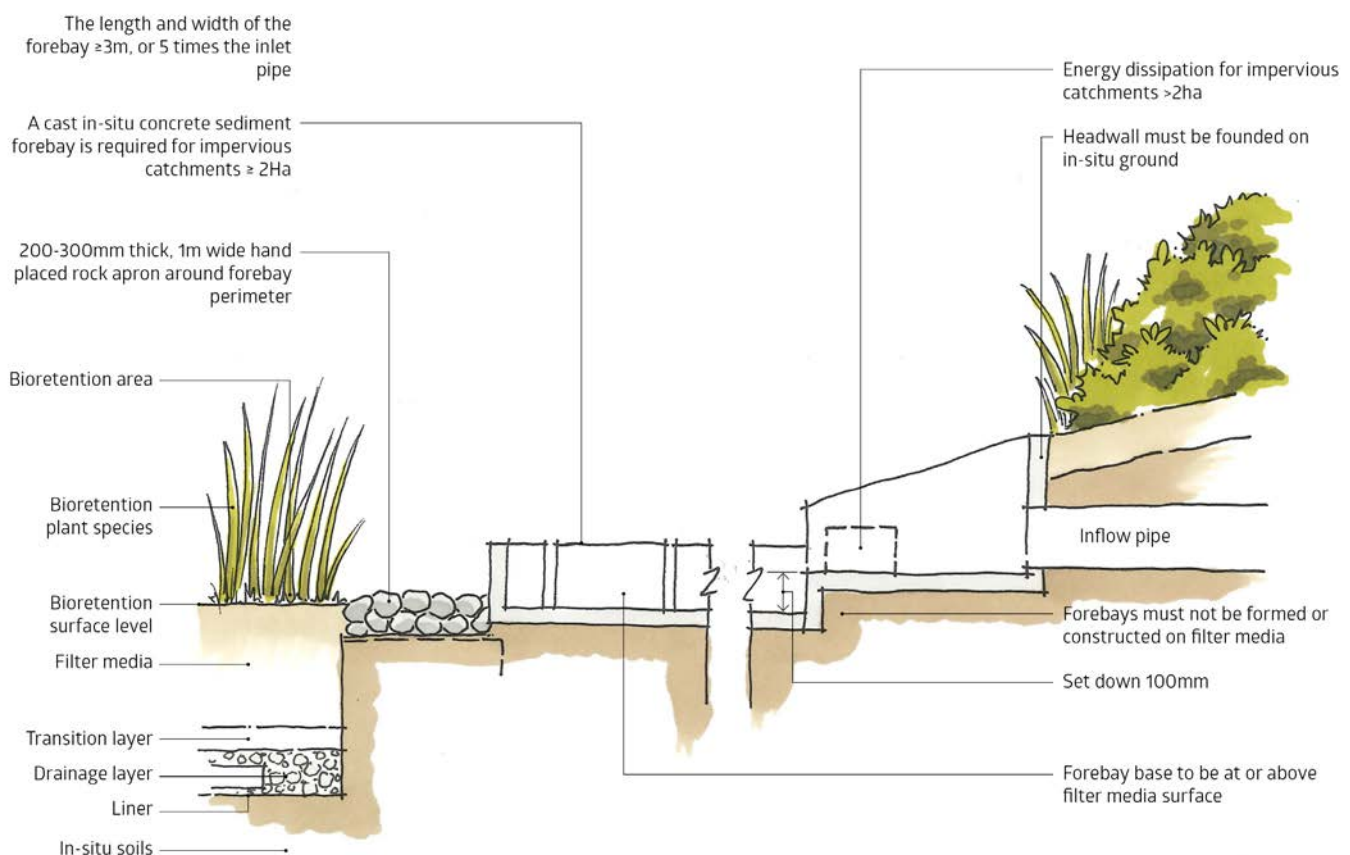 The length and width of the
forebay ≥3m, or 5 times the inlet
pipe
A cast in-situ concrete sediment
forebay is required for impervious
catchments ≥ 2Ha
200-300mm thick, 1m wide hand
placed rock apron around forebay
perimeter
Bioretention area
Bioretention
plant species
Bioretention
surface level
Filter media
Transition layer
Drainage layer
Liner
In-situ soils
Energy dissipation for impervious
catchments >2ha
Headwall must be founded on
in-situ ground
Inflow pipe
Forebays must not be formed or
constructed on filter media
Set down 100mm
Forebay base to be at or above
filter media surface